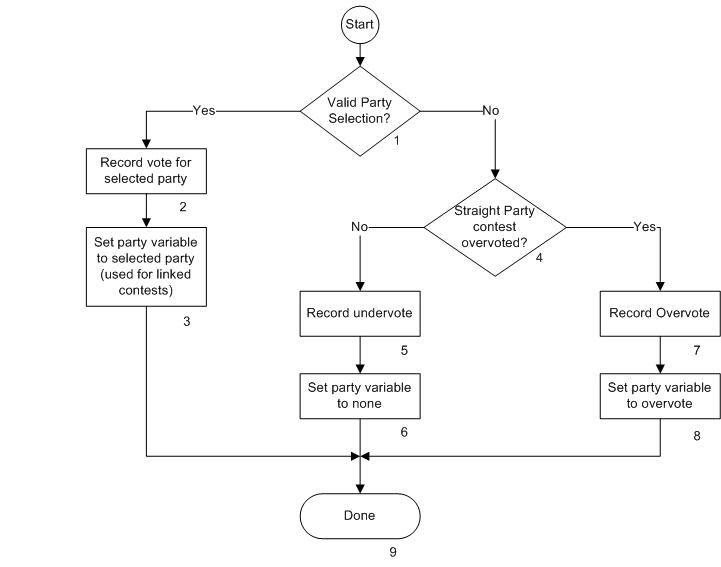 Start
Valid Party
Selection?
1
Yes
No
Record vote for
selected party
2
Set party variable
to selected party
(used for linked
contests)
3
Straight Party
contest
overvoted?
4
No
Yes
Record undervote
5
Record Overvote
7
Set party variable
to none
6
Set party variable
to overvote
8
Done
9